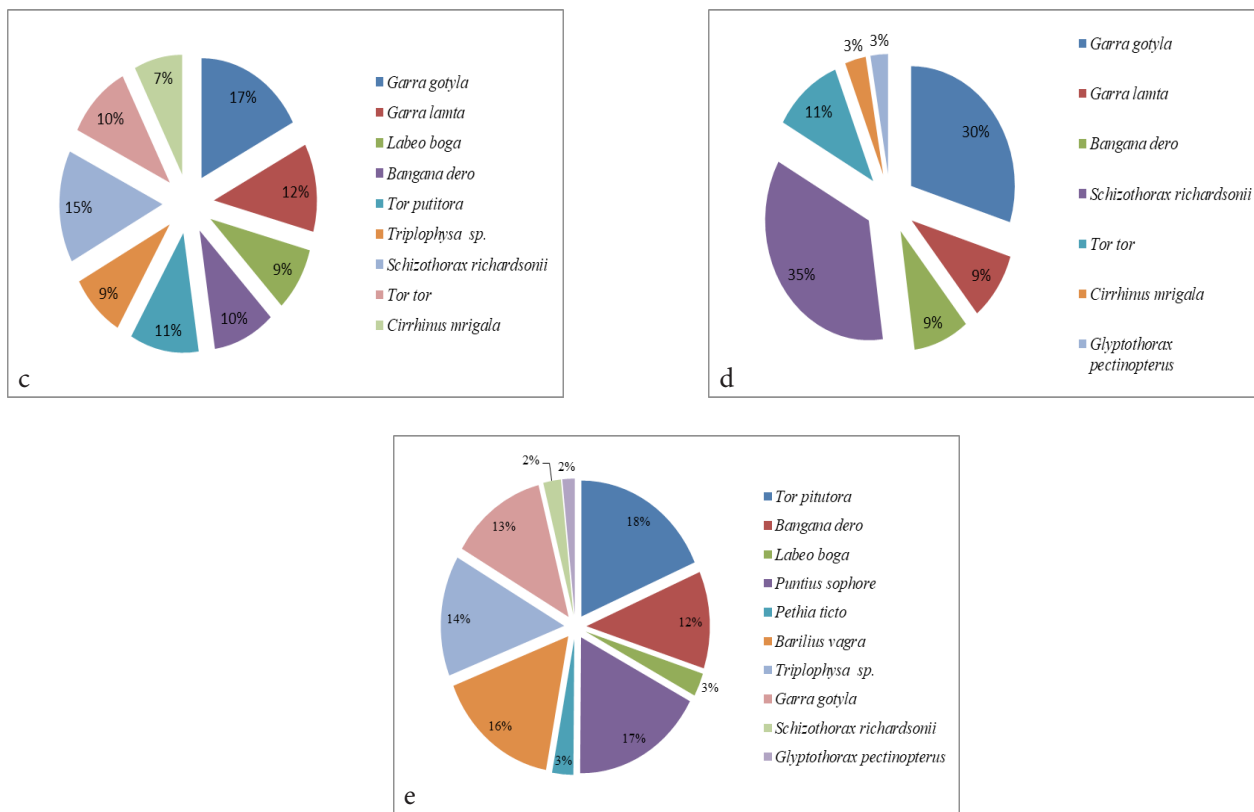 7%
17%
10%
12%
15%
9%
9%
10%
11%
Garra gotyla
Garra lamta
Labeo boga
Bangana dero
Tor putitora
Triplophysa sp.
Schizothorax richardsonii
Tor tor
Cirrhinus mrigala
c
3%
3%
11%
30%
35%
9%
9%
Garra gotyla
Garra lamta
Bangana dero
Schizothorax richardsonii
Tor tor
Cirrhinus mrigala
Glyptothorax
pectinopterus
d
2%
2%
13%
18%
14%
12%
3%
16%
17%
3%
Tor pitutora
Bangana dero
Labeo boga
Puntius sophore
Pethia ticto
Barilius vagra
Triplophysa sp.
Garra gotyla
Schizothorax richardsonii
Glyptothorax pectinopterus
e